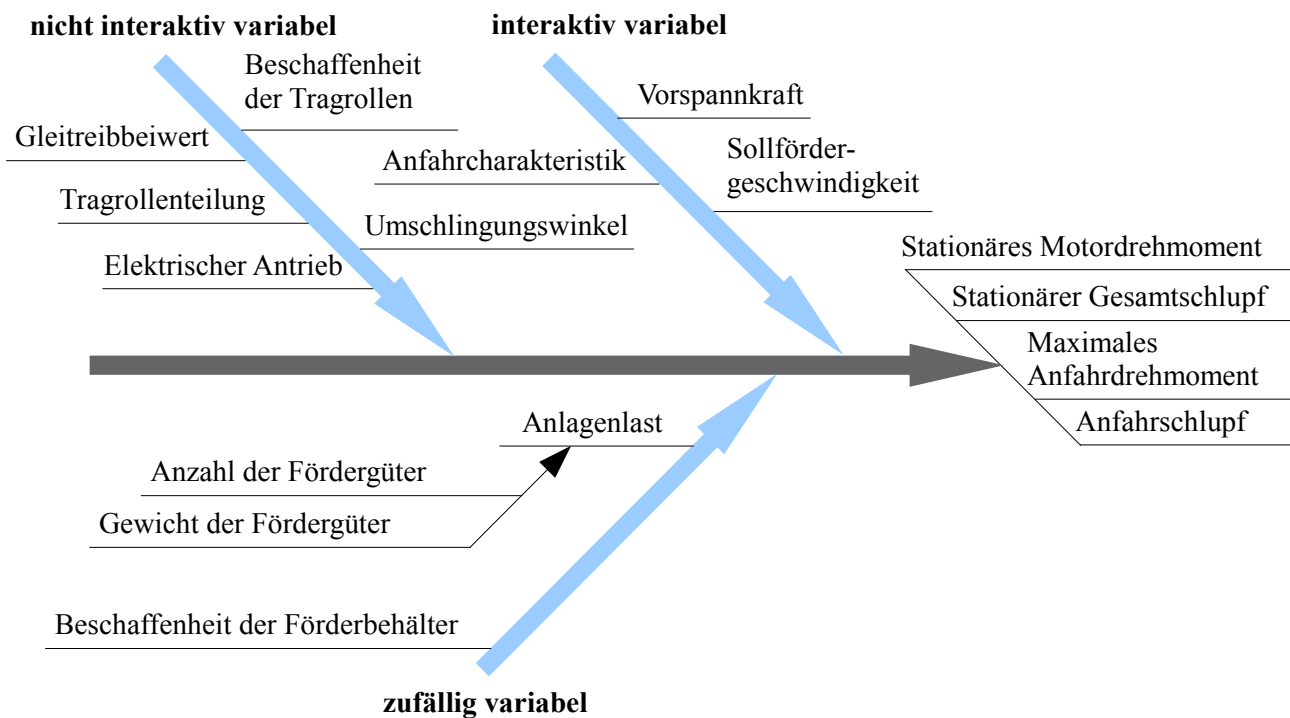 nicht interaktiv variabel
interaktiv variabel
Beschaffenheit
der Tragrollen
Gleitreibbeiwert
Tragrollenteilung
Elektrischer Antrieb
Umschlingungswinkel
Vorspannkraft
Anfahrcharakteristik
Sollförder-
geschwindigkeit
Stationäres Motordrehmoment
Stationärer Gesamtschlupf
Maximales
Anfahrdrehmoment
Anfahrschlupf
Anlagenlast
Anzahl der Fördergüter
Gewicht der Fördergüter
Beschaffenheit der Förderbehälter
zufällig variabel